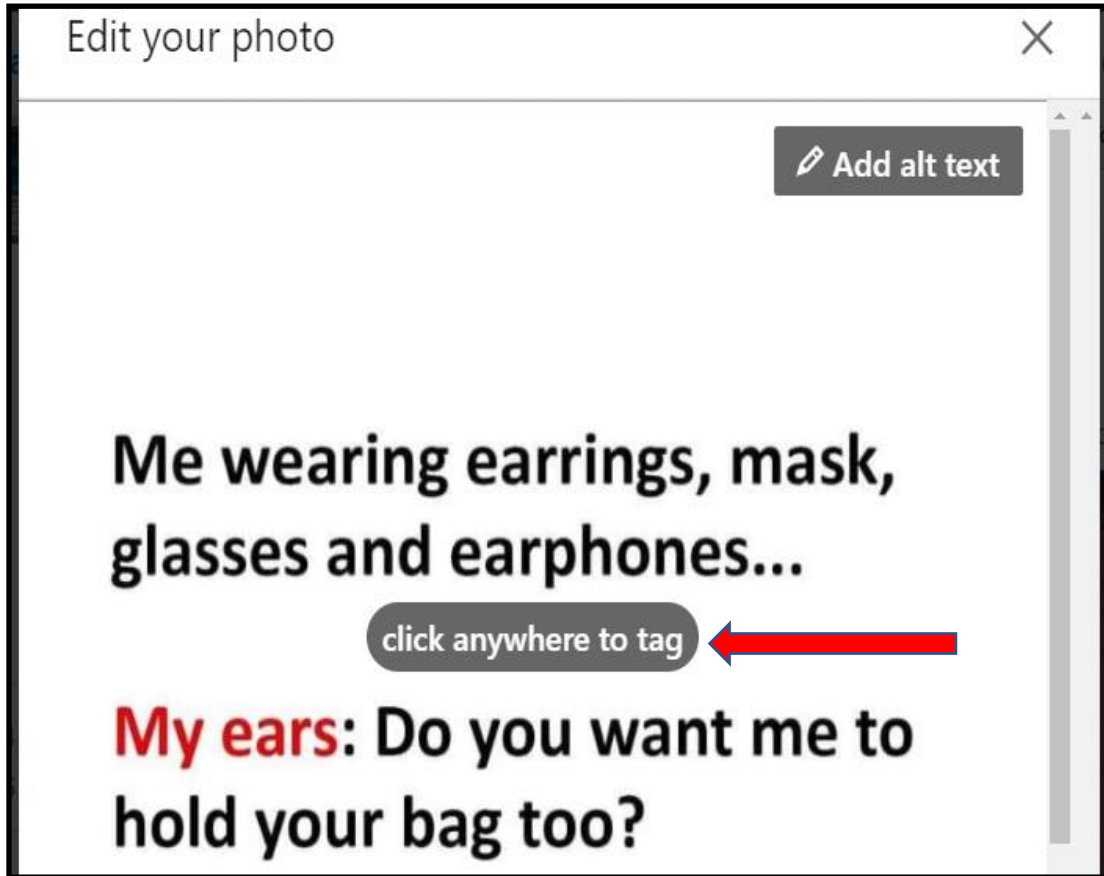 Edit your photo
Add alt text
Me wearing earrings, mask,
glasses and earphones...
click anywhere to tag
My ears: Do you want me to
hold your bag too?